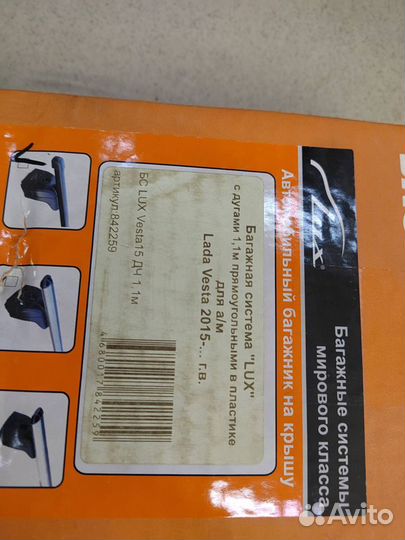 Багажные системы
мирового класса
Lux
Автомобильный багажник на крышу
Багажная система "LUX"
с дугами 1,1м прямоугольными в пластике
для а/м
Lada Vesta 2015-... г.в.
БС LUX Vesta15 ДЧ 1,1м
артикул:842259
4680017842259
Avito